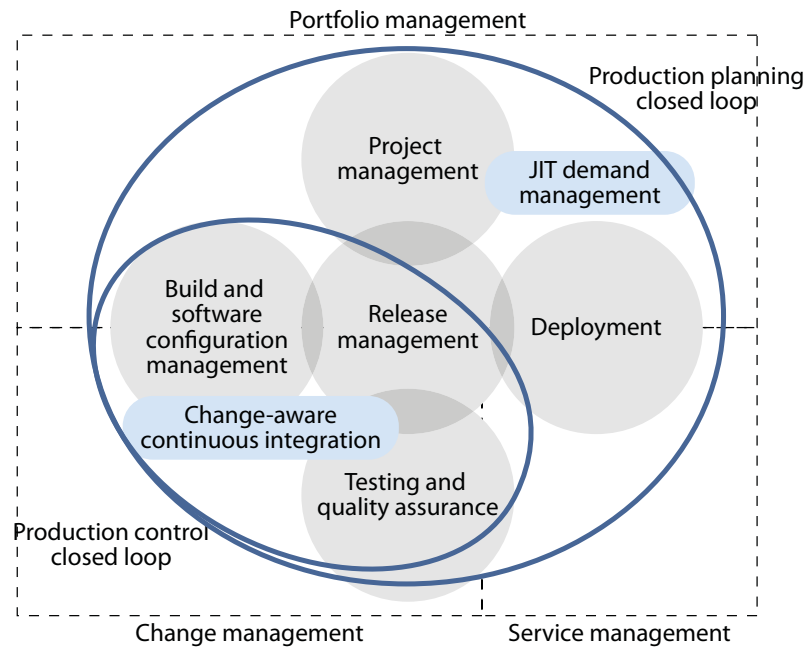 Portfolio management
Production planning
closed loop
Project
management
JIT demand
management
Build and
software
configuration
management
Release
management
Deployment
Change-aware
continuous integration
Testing and
quality assurance
Production control
closed loop
Change management
Service management